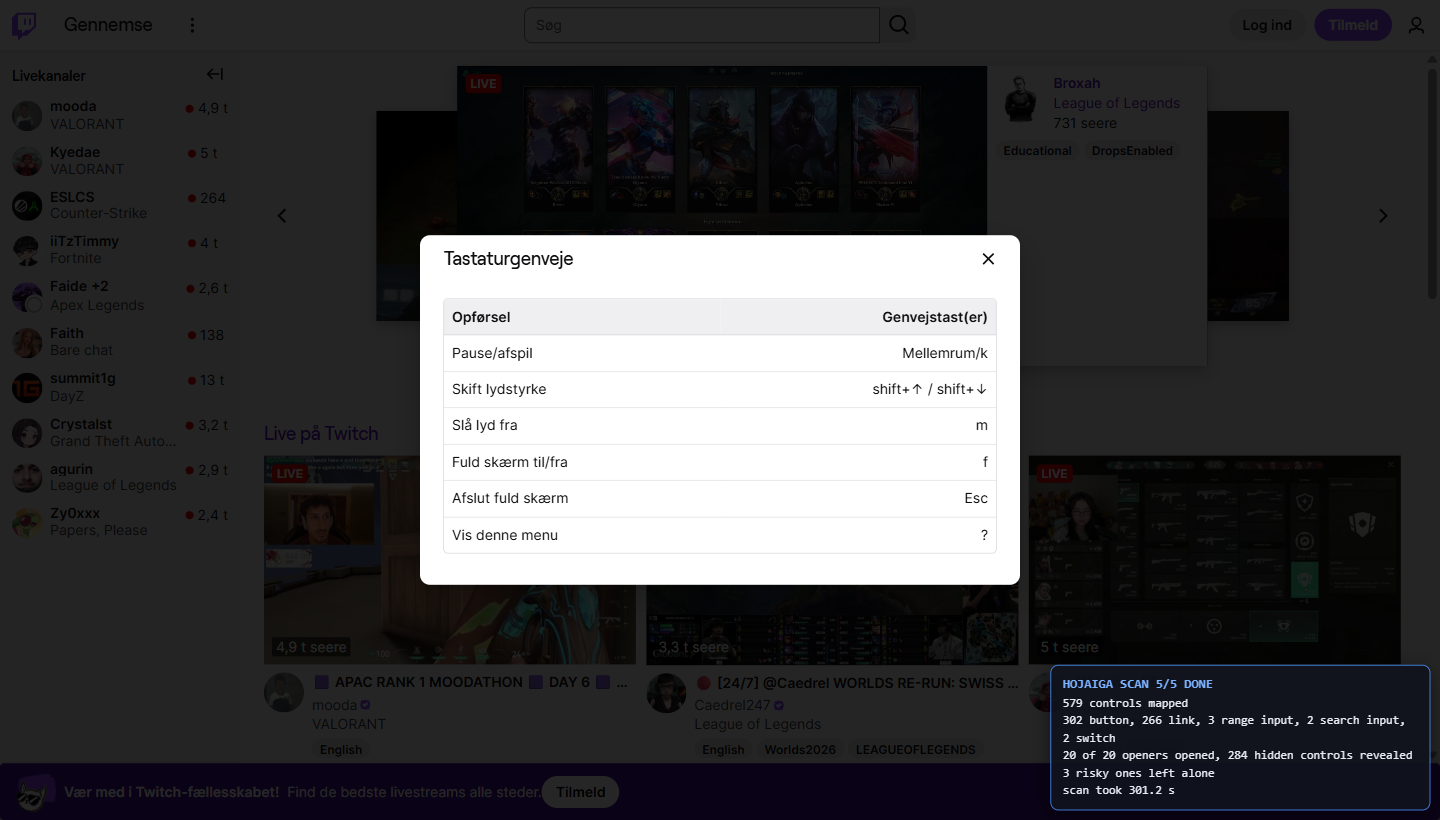 Gennemse
Søg
Log ind
Tilmeld
Livekanaler
mooda
4,9 t
VALORANT
Kyedae
5 t
VALORANT
ESLCS
264
Counter-Strike
iiTzTimmy
4 t
Fortnite
Faide +2
2,6 t
Apex Legends
Faith
138
Bare chat
summit1g
13 t
DayZ
Crystalst
3,2 t
Grand Theft Auto...
agurin
2,9 t
League of Legends
Zy0xxx
2,4 t
Papers, Please
LIVE
Broxah
League of Legends
731 seere
Educational
DropsEnabled
Tastaturgenveje
Opførsel Genvejstast(er)
Pause/afspil Mellemrum/k
Skift lydstyrke shift+↑ / shift+↓
Slå lyd fra m
Fuld skærm til/fra f
Afslut fuld skærm Esc
Vis denne menu ?
Live på Twitch
LIVE
4,9 t seere
APAC RANK 1 MOODATHON DAY 6 ...
mooda
VALORANT
English
3,3 t seere
[24/7] @Caedrel WORLDS RE-RUN: SWISS ...
Caedrel247
League of Legends
English Worlds2026 LEAGUEOFLEGENDS
LIVE
5 t seere
Vær med i Twitch-fællesskabet! Find de bedste livestreams alle steder.
Tilmeld
HOJAIGA SCAN 5/5 DONE
579 controls mapped
302 button, 266 link, 3 range input, 2 search input,
2 switch
20 of 20 openers opened, 284 hidden controls revealed
3 risky ones left alone
scan took 301.2 s